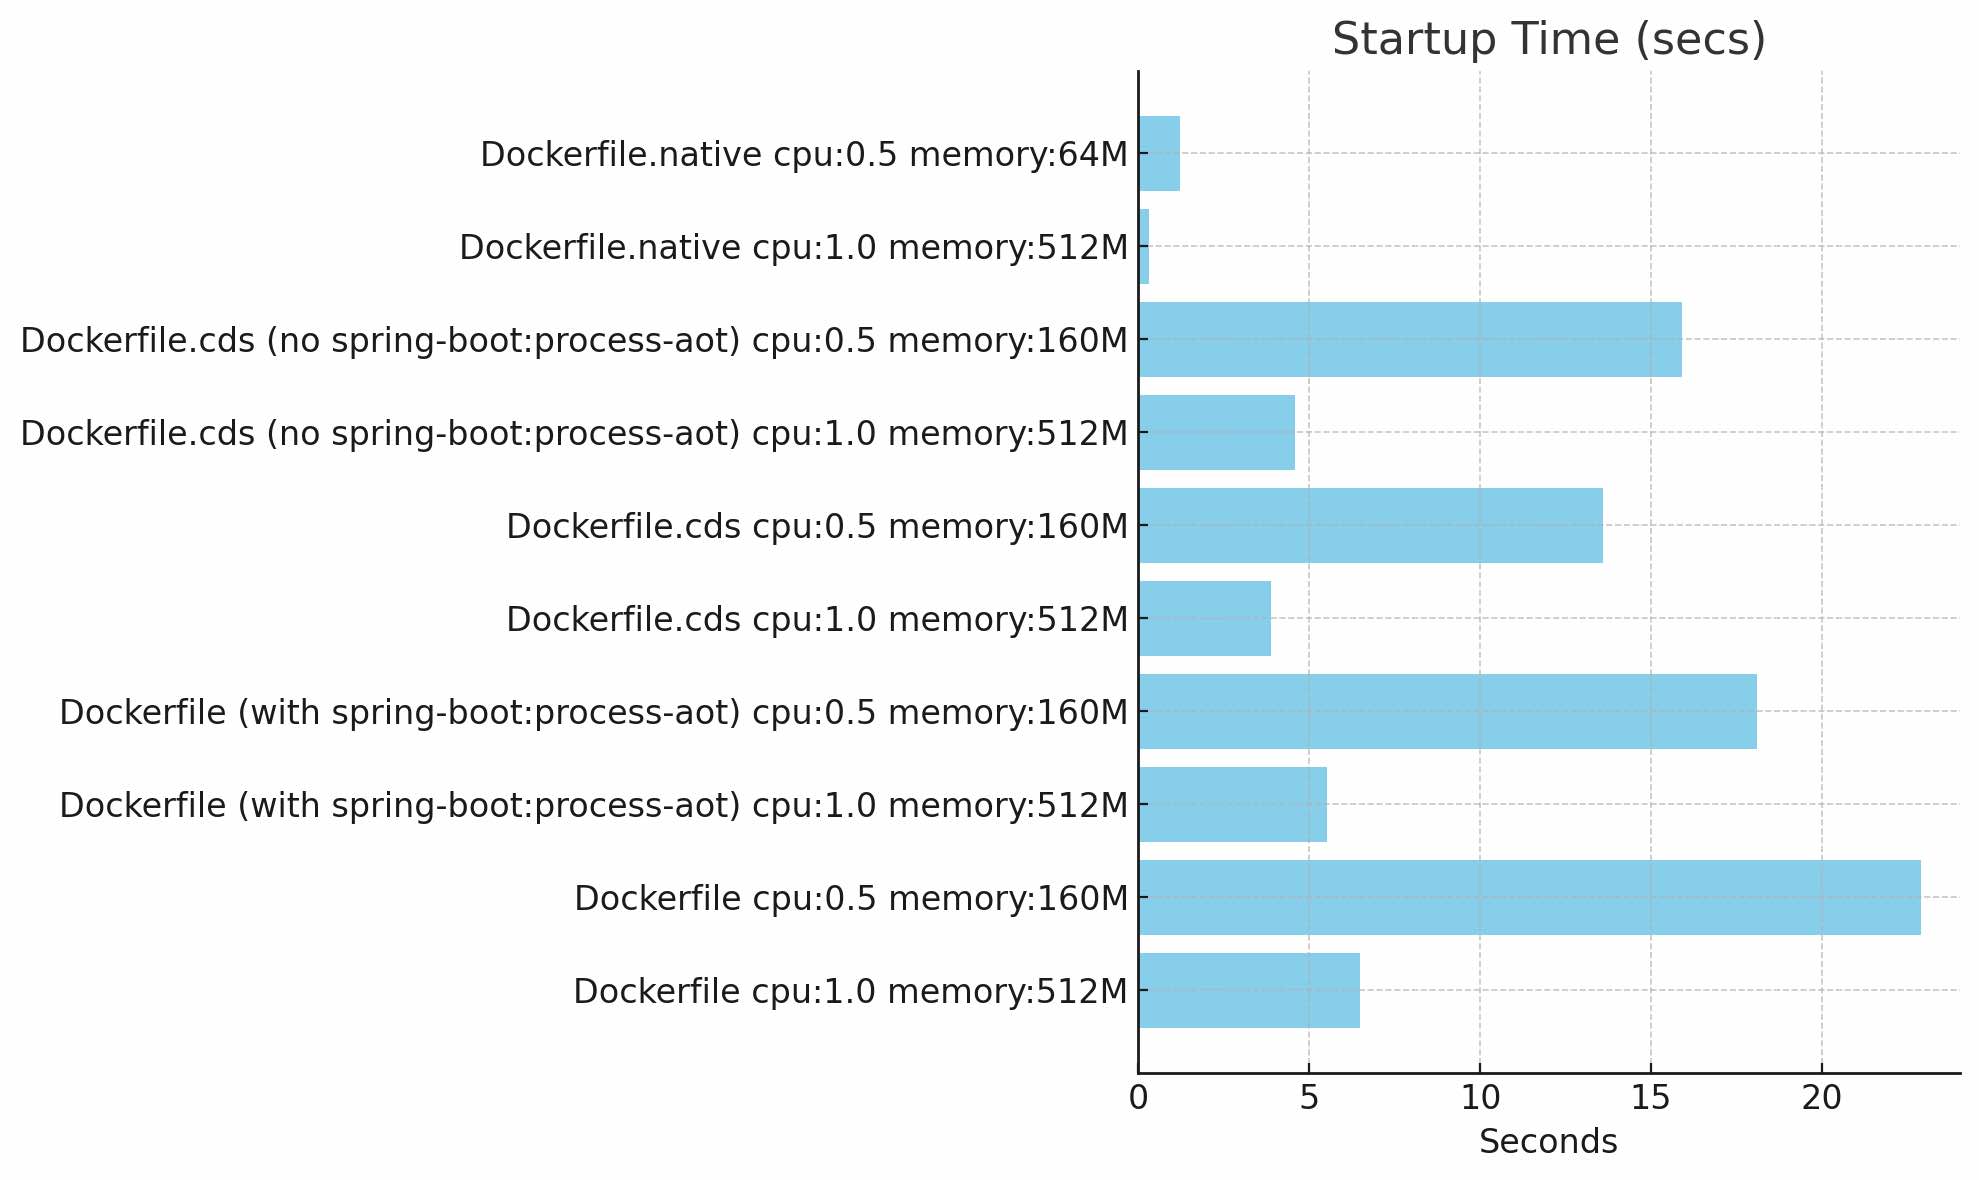 Startup Time (secs)
Dockerfile.native cpu:0.5 memory:64M
Dockerfile.native cpu:1.0 memory:512M
Dockerfile.cds (no spring-boot:process-aot) cpu:0.5 memory:160M
Dockerfile.cds (no spring-boot:process-aot) cpu:1.0 memory:512M
Dockerfile.cds cpu:0.5 memory:160M
Dockerfile.cds cpu:1.0 memory:512M
Dockerfile (with spring-boot:process-aot) cpu:0.5 memory:160M
Dockerfile (with spring-boot:process-aot) cpu:1.0 memory:512M
Dockerfile cpu:0.5 memory:160M
Dockerfile cpu:1.0 memory:512M
0 5 10 15 20
Seconds